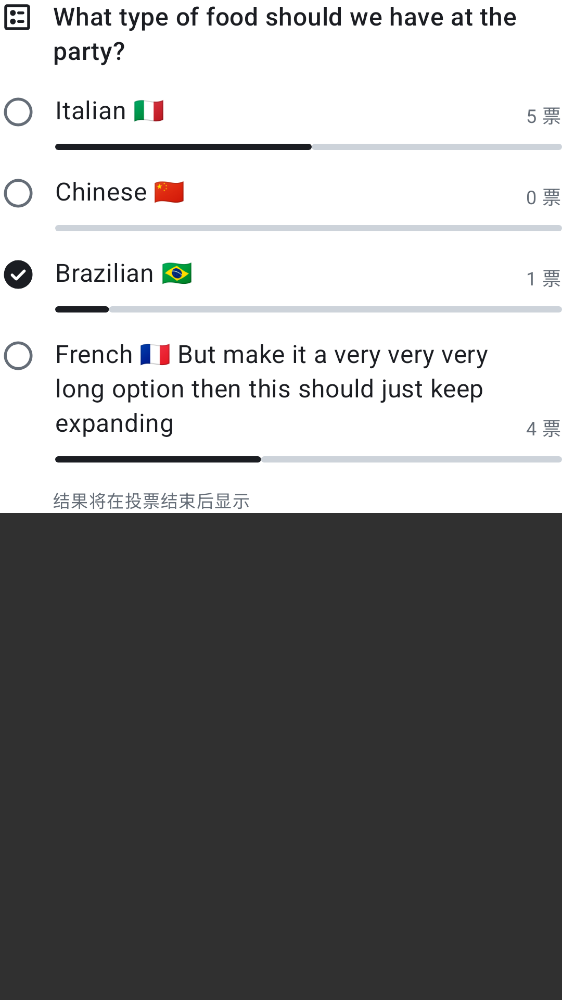 What type of food should we have at the
party?
Italian 🇮🇹
5 票
Chinese 🇨🇳
0 票
Brazilian 🇧🇷
1 票
French 🇫🇷 But make it a very very very
long option then this should just keep
expanding
4 票
结果将在投票结束后显示